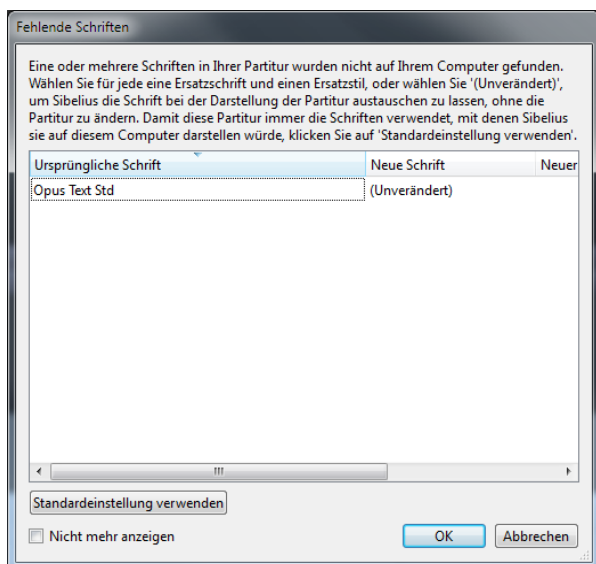 Fehlende Schriften
Eine oder mehrere Schriften in Ihrer Partitur wurden nicht auf Ihrem Computer gefunden.
Wählen Sie für jede eine Ersatzschrift und einen Ersatzstil, oder wählen Sie '(Unverändert)',
um Sibelius die Schrift bei der Darstellung der Partitur austauschen zu lassen, ohne die
Partitur zu ändern. Damit diese Partitur immer die Schriften verwendet, mit denen Sibelius
sie auf diesem Computer darstellen würde, klicken Sie auf 'Standardeinstellung verwenden'.
Ursprüngliche Schrift Neue Schrift Neuer
Opus Text Std (Unverändert)
Standardeinstellung verwenden
Nicht mehr anzeigen OK Abbrechen